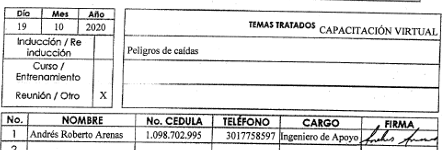 Día Mes Año
19 10 2020
TEMAS TRATADOS CAPACITACIÓN VIRTUAL
Inducción / Re inducción
Peligros de caídas
Curso / Entrenamiento
Reunión / Otro X
No. NOMBRE No. CEDULA TELÉFONO CARGO FIRMA
1 Andrés Roberto Arenas 1.098.702.995 3017758597 Ingeniero de Apoyo